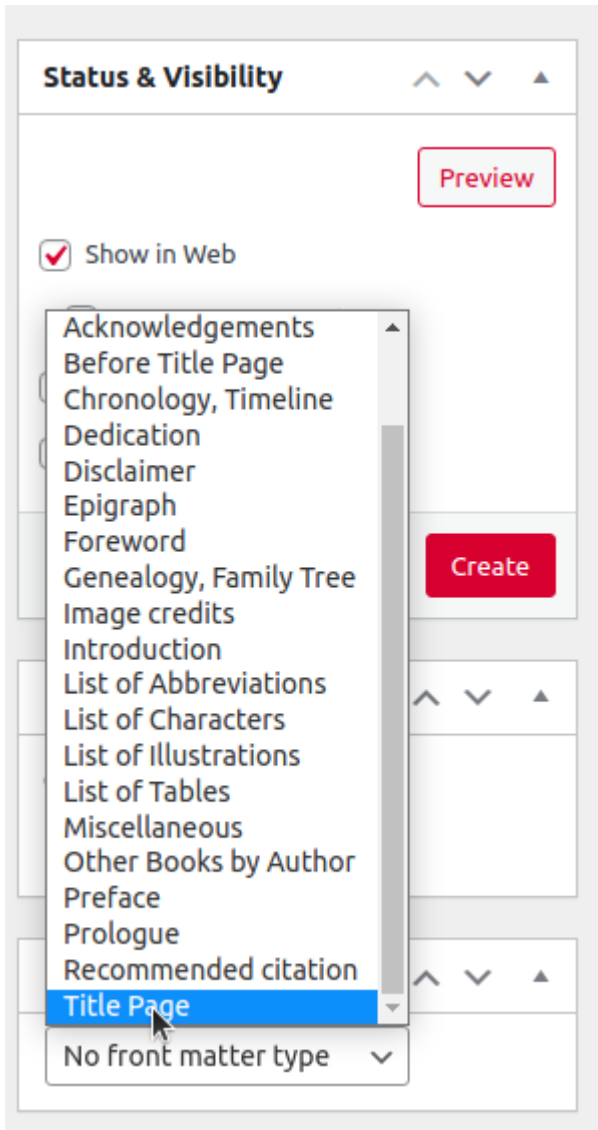 Status & Visibility
Preview
Show in Web
Acknowledgements
Before Title Page
Chronology, Timeline
Dedication
Disclaimer
Epigraph
Foreword
Create
Genealogy, Family Tree
Image credits
Introduction
List of Abbreviations
List of Characters
List of Illustrations
List of Tables
Miscellaneous
Other Books by Author
Preface
Prologue
Recommended citation
Title Page
No front matter type